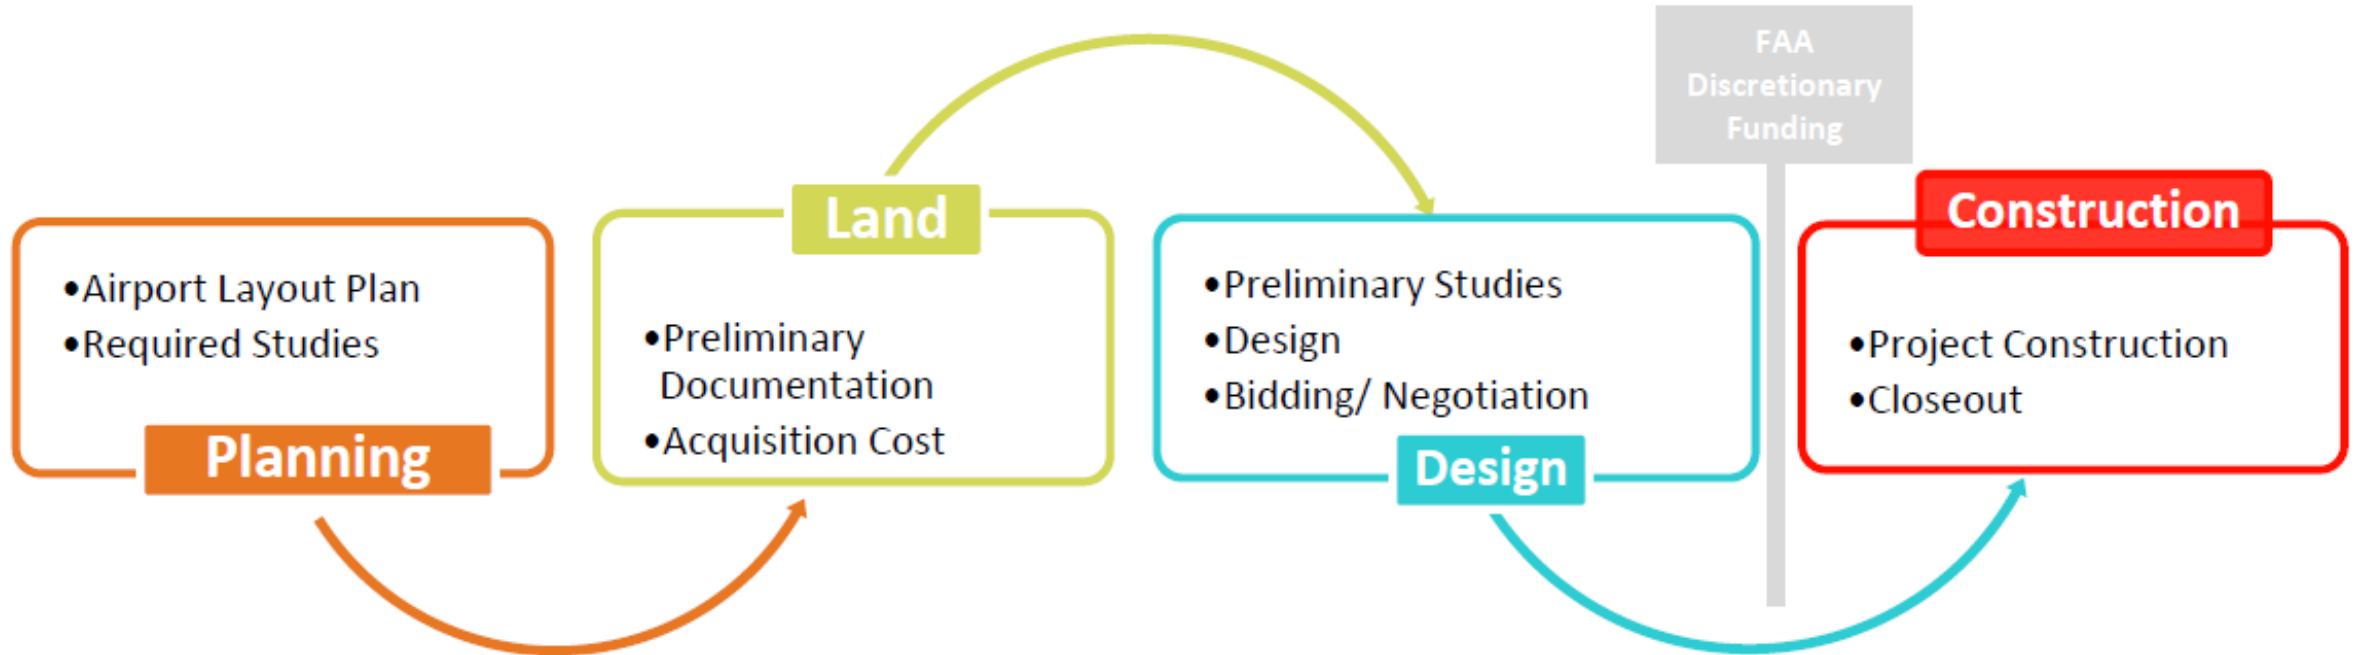 •Airport Layout Plan
•Required Studies
Planning
Land
•Preliminary
Documentation
•Acquisition Cost
•Preliminary Studies
•Design
•Bidding/ Negotiation
Design
FAA
Discretionary
Funding
Construction
•Project Construction
•Closeout